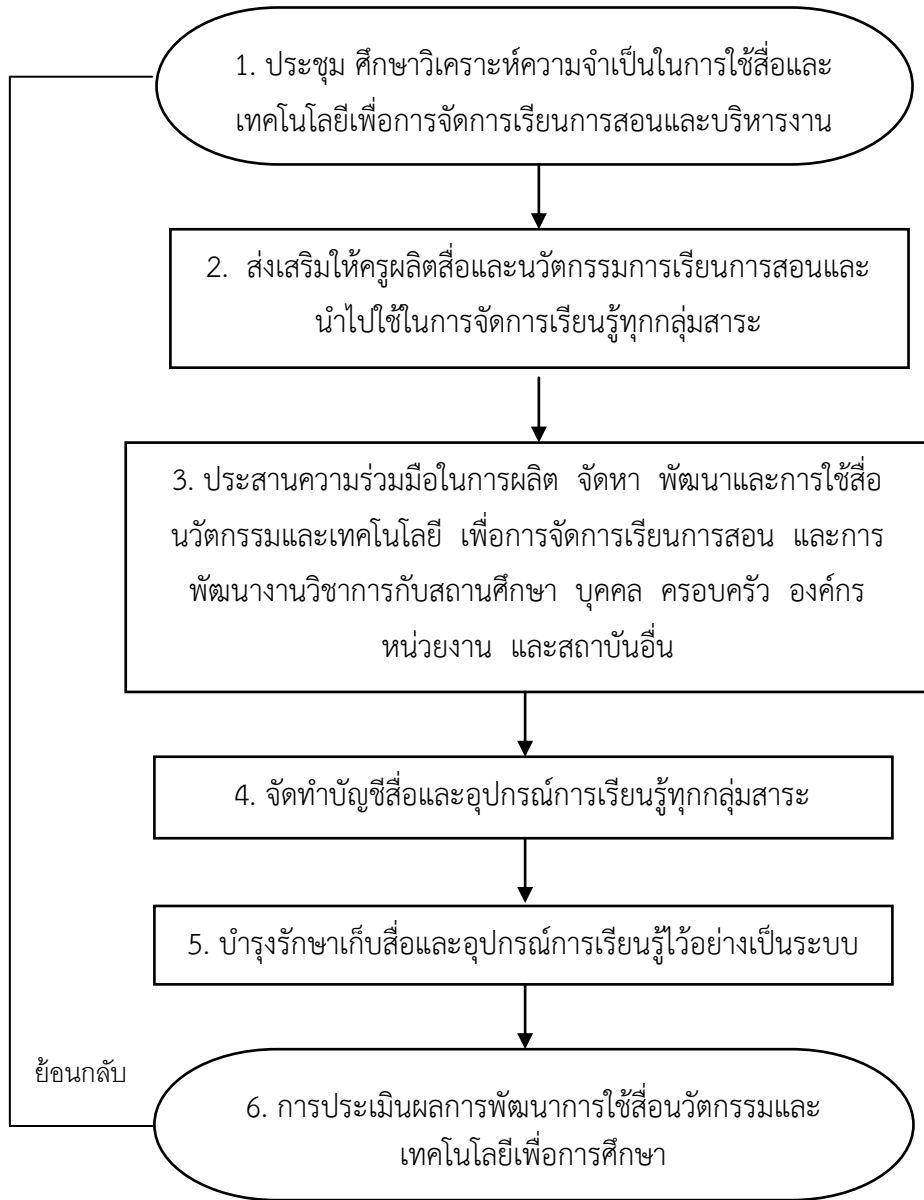 1. ประชุม ศึกษาวิเคราะห์ความจำเป็นในการใช้สื่อและ
เทคโนโลยีเพื่อการจัดการเรียนการสอนและบริหารงาน
2. ส่งเสริมให้ครูผลิตสื่อและนวัตกรรมการเรียนการสอนและ
นำไปใช้ในการจัดการเรียนรู้ทุกกลุ่มสาระ
3. ประสานความร่วมมือในการผลิต จัดหา พัฒนาและการใช้สื่อ
นวัตกรรมและเทคโนโลยี เพื่อการจัดการเรียนการสอน และการ
พัฒนางานวิชาการกับสถานศึกษา บุคคล ครอบครัว องค์กร
หน่วยงาน และสถาบันอื่น
4. จัดทำบัญชีสื่อและอุปกรณ์การเรียนรู้ทุกกลุ่มสาระ
5. บำรุงรักษาเก็บสื่อและอุปกรณ์การเรียนรู้ไว้อย่างเป็นระบบ
ย้อนกลับ
6. การประเมินผลการพัฒนาการใช้สื่อนวัตกรรมและ
เทคโนโลยีเพื่อการศึกษา